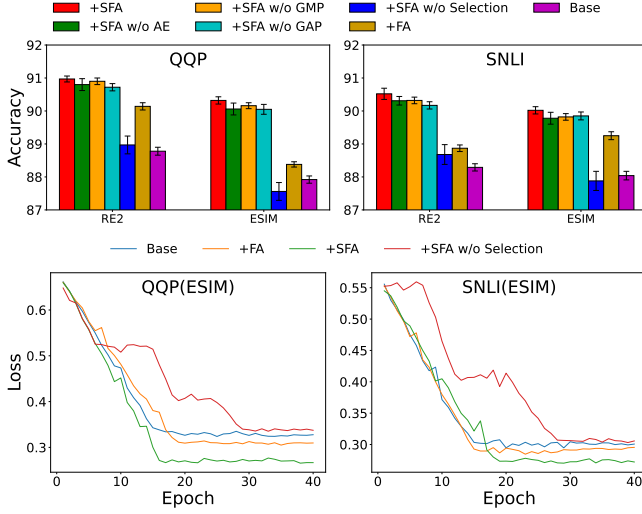 +SFA +SFA w/o GMP +SFA w/o Selection Base
+SFA w/o AE +SFA w/o GAP +FA
QQP
Accuracy
92
91
90
89
88
87
RE2 ESIM
SNLI
92
91
90
89
88
87
RE2 ESIM
Base +FA +SFA +SFA w/o Selection
QQP(ESIM)
Loss
0.6
0.5
0.4
0.3
0 10 20 30 40
Epoch
SNLI(ESIM)
0.55
0.50
0.45
0.40
0.35
0.30
0 10 20 30 40
Epoch